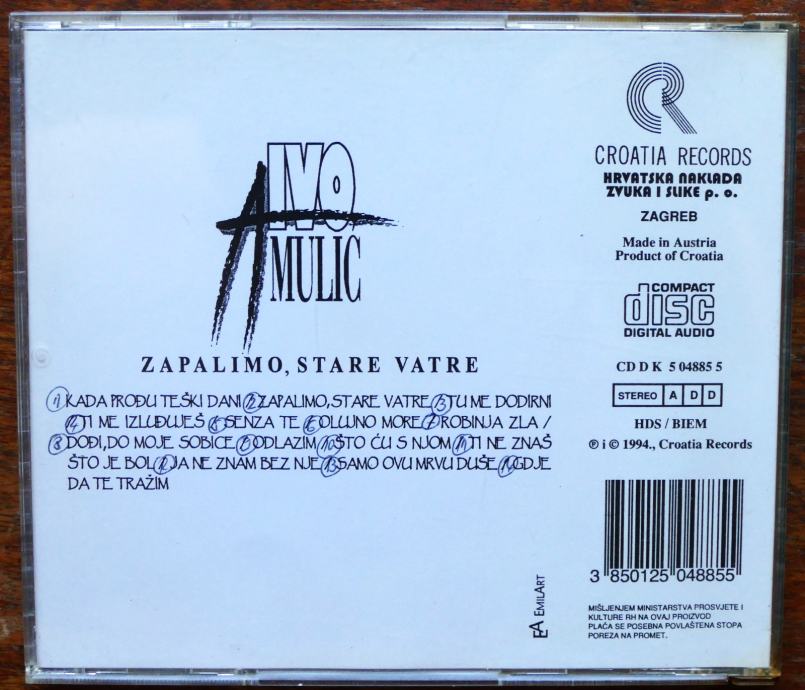 IVO
A
MULIC
ZAPALIMO, STARE VATRE
1 KADA PROĐU TEŠKI DANI 2 ZAPALIMO, STARE VATRE 3 TU ME DODIRNI
4 TI ME IZLUĐUJEŠ 5 SENZA TE 6 OLUJNO MORE 7 ROBINJA ZLA /
8 DOĐI, DO MOJE SOBICE 9 ODLAZIM 10 ŠTO ĆU S NJOM 11 TI NE ZNAŠ
ŠTO JE BOL 12 JA NE ZNAM BEZ NJE 13 SAMO OVU MRVU DUŠE 14 GDJE
DA TE TRAŽIM
EA EMILART
CROATIA RECORDS
HRVATSKA NAKLADA
ZVUKA I SLIKE p. o.
ZAGREB
Made in Austria
Product of Croatia
COMPACT
disc
DIGITAL AUDIO
CD D K 5 04885 5
STEREO A D D
HDS / BIEM
℗ i © 1994., Croatia Records
3 850125 048855
MIŠLJENJEM MINISTARSTVA PROSVJETE I
KULTURE RH NA OVAJ PROIZVOD
PLAĆA SE POSEBNA POVLAŠTENA STOPA
POREZA NA PROMET.